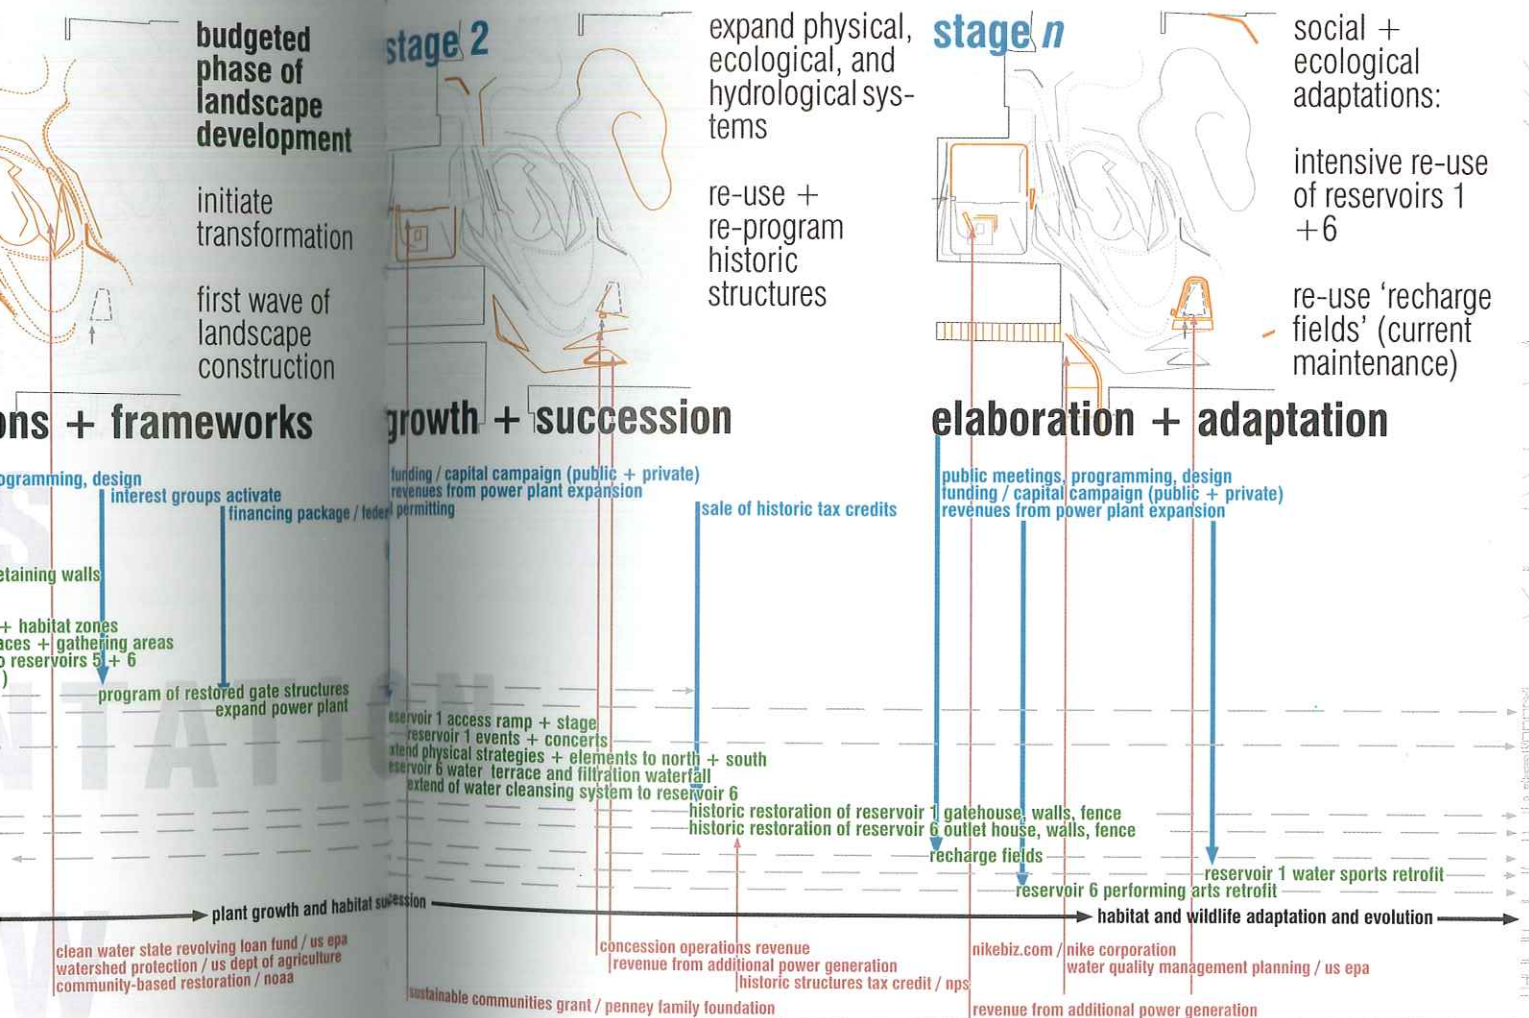 budgeted
phase of
landscape
development
initiate
transformation
first wave of
landscape
construction
ons + frameworks
ogramming, design
interest groups activate
financing package / feder
etaining walls
+ habitat zones
aces + gathering areas
o reservoirs 5 + 6
)
program of restored gate structures
expand power plant
plant growth and habitat sucession
clean water state revolving loan fund / us epa
watershed protection / us dept of agriculture
community-based restoration / noaa
stage 2
expand physical,
ecological, and
hydrological sys-
tems
re-use +
re-program
historic
structures
growth + succession
funding / capital campaign (public + private)
revenues from power plant expansion
permitting
sale of historic tax credits
eservoir 1 access ramp + stage
reservoir 1 events + concerts
xtend physical strategies + elements to north + south
eservoir 6 water terrace and filtration waterfall
extend of water cleansing system to reservoir 6
historic restoration of reservoir 1 gatehouse, walls, fence
historic restoration of reservoir 6 outlet house, walls, fence
concession operations revenue
revenue from additional power generation
historic structures tax credit / nps
sustainable communities grant / penney family foundation
stage n
social +
ecological
adaptations:
intensive re-use
of reservoirs 1
+6
re-use ‘recharge
fields’ (current
maintenance)
elaboration + adaptation
public meetings, programming, design
funding / capital campaign (public + private)
revenues from power plant expansion
recharge fields
reservoir 1 water sports retrofit
reservoir 6 performing arts retrofit
habitat and wildlife adaptation and evolution
nikebiz.com / nike corporation
water quality management planning / us epa
revenue from additional power generation
S
NTATION
W